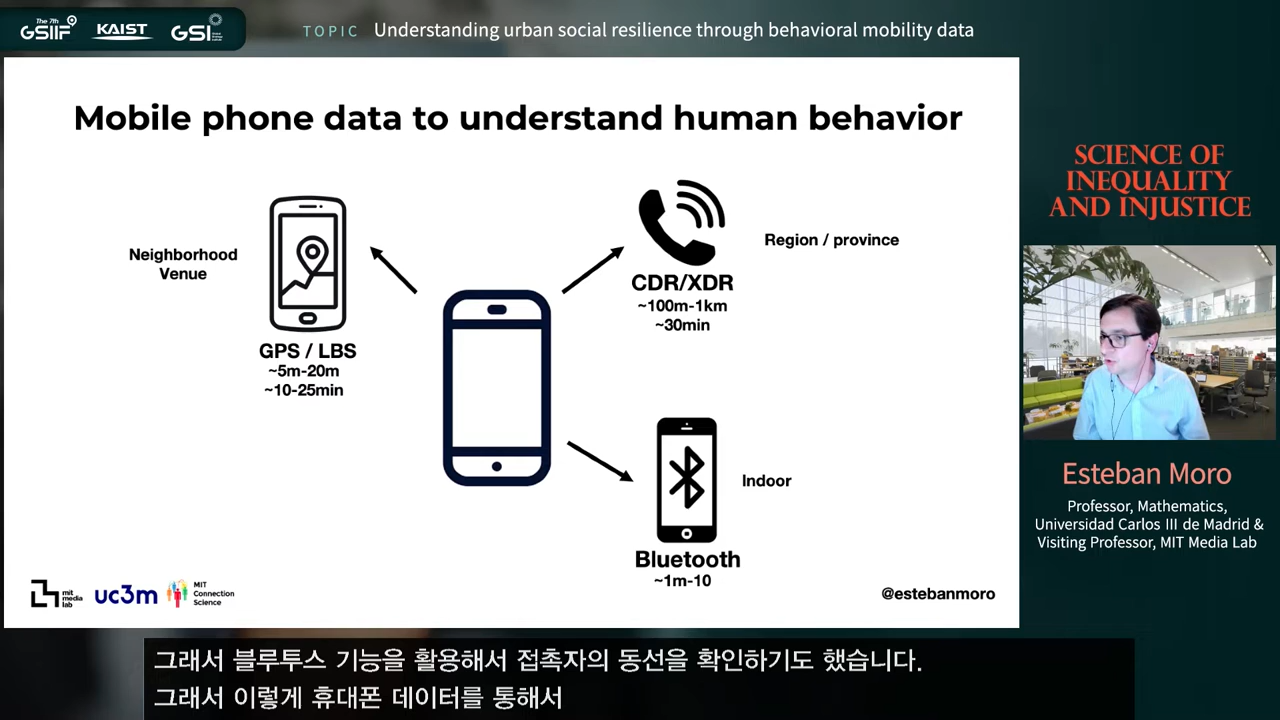 The 7th
GSIIF
KAIST
GSI
TOPIC Understanding urban social resilience through behavioral mobility data
Mobile phone data to understand human behavior
Neighborhood
Venue
GPS / LBS
~5m-20m
~10-25min
CDR/XDR
~100m-1km
~30min
Region / province
Bluetooth
~1m-10
Indoor
mit
media
lab
uc3m
MIT
Connection
Science
@estebanmoro
SCIENCE OF
INEQUALITY
AND INJUSTICE
Esteban Moro
Professor, Mathematics,
Universidad Carlos III de Madrid &
Visiting Professor, MIT Media Lab
그래서 블루투스 기능을 활용해서 접촉자의 동선을 확인하기도 했습니다.
그래서 이렇게 휴대폰 데이터를 통해서